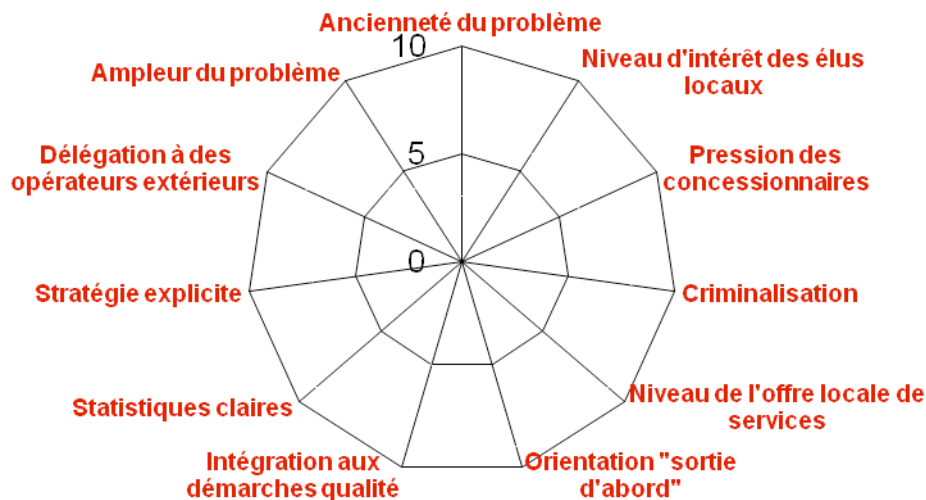 Ancienneté du problème
10
Niveau d'intérêt des élus
locaux
Ampleur du problème
5
Pression des
concessionnaires
Délégation à des
opérateurs extérieurs
0
Criminalisation
Stratégie explicite
Niveau de l'offre locale de
services
Statistiques claires
Orientation "sortie
d'abord"
Intégration aux
démarches qualité